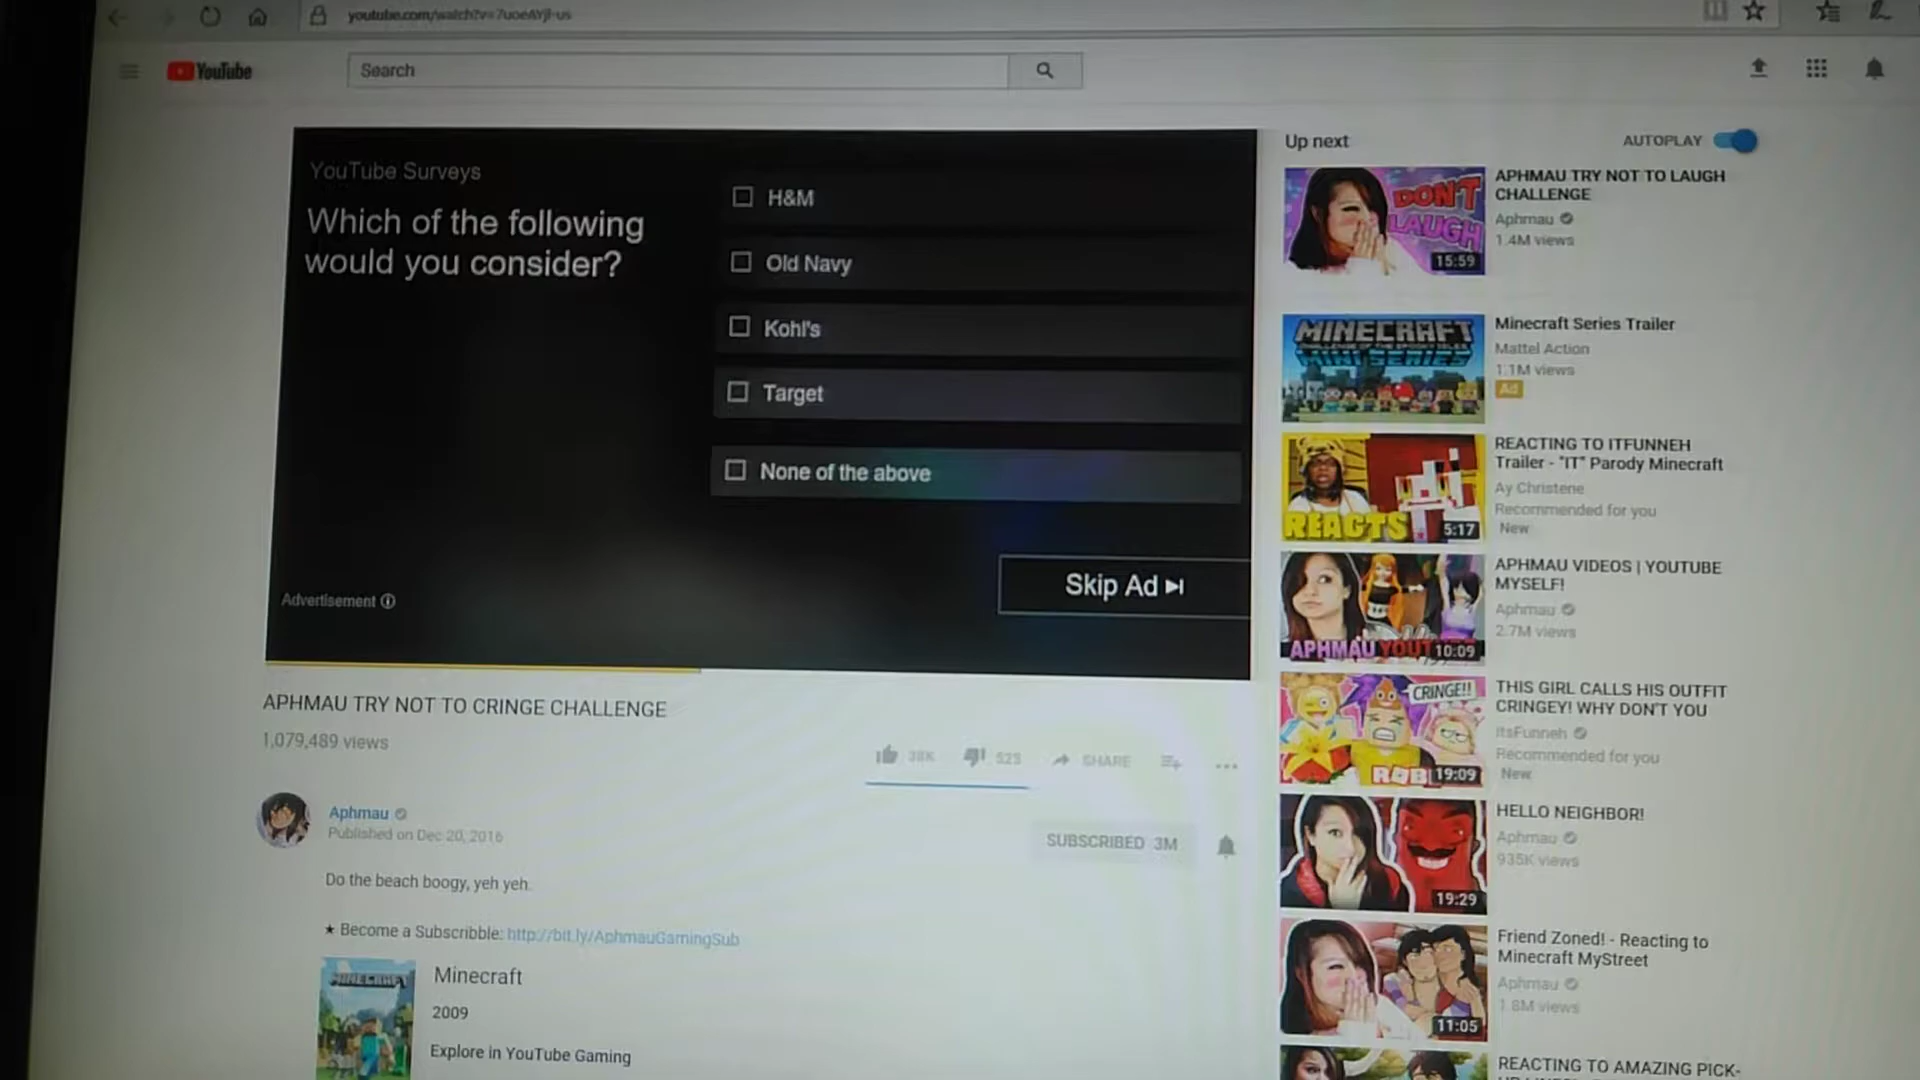 YouTube
Search
YouTube Surveys
Which of the following
would you consider?
H&M
Old Navy
Kohl's
Target
None of the above
Skip Ad
Advertisement
APHMAU TRY NOT TO CRINGE CHALLENGE
1,079,489 views
38K
523
SHARE
Aphmau
Published on Dec 20, 2016
SUBSCRIBED 3M
Do the beach boogy, yeh yeh.
★ Become a Subscribble: http://bit.ly/AphmauGamingSub
MINECRAFT
Minecraft
2009
Explore in YouTube Gaming
Up next
AUTOPLAY
DON'T
LAUGH
15:59
APHMAU TRY NOT TO LAUGH
CHALLENGE
Aphmau
1.4M views
MINECRAFT
MINI SERIES
Minecraft Series Trailer
Mattel Action
1.1M views
Ad
REACTS
5:17
REACTING TO ITFUNNEH
Trailer - "IT" Parody Minecraft
Ay Christene
Recommended for you
New
APHMAU YOUT
10:09
APHMAU VIDEOS | YOUTUBE
MYSELF!
Aphmau
2.7M views
CRINGE!!
ROBL
19:09
THIS GIRL CALLS HIS OUTFIT
CRINGEY! WHY DON'T YOU
ItsFunneh
Recommended for you
New
19:29
HELLO NEIGHBOR!
Aphmau
935K views
11:05
Friend Zoned! - Reacting to
Minecraft MyStreet
Aphmau
1.8M views
REACTING TO AMAZING PICK-